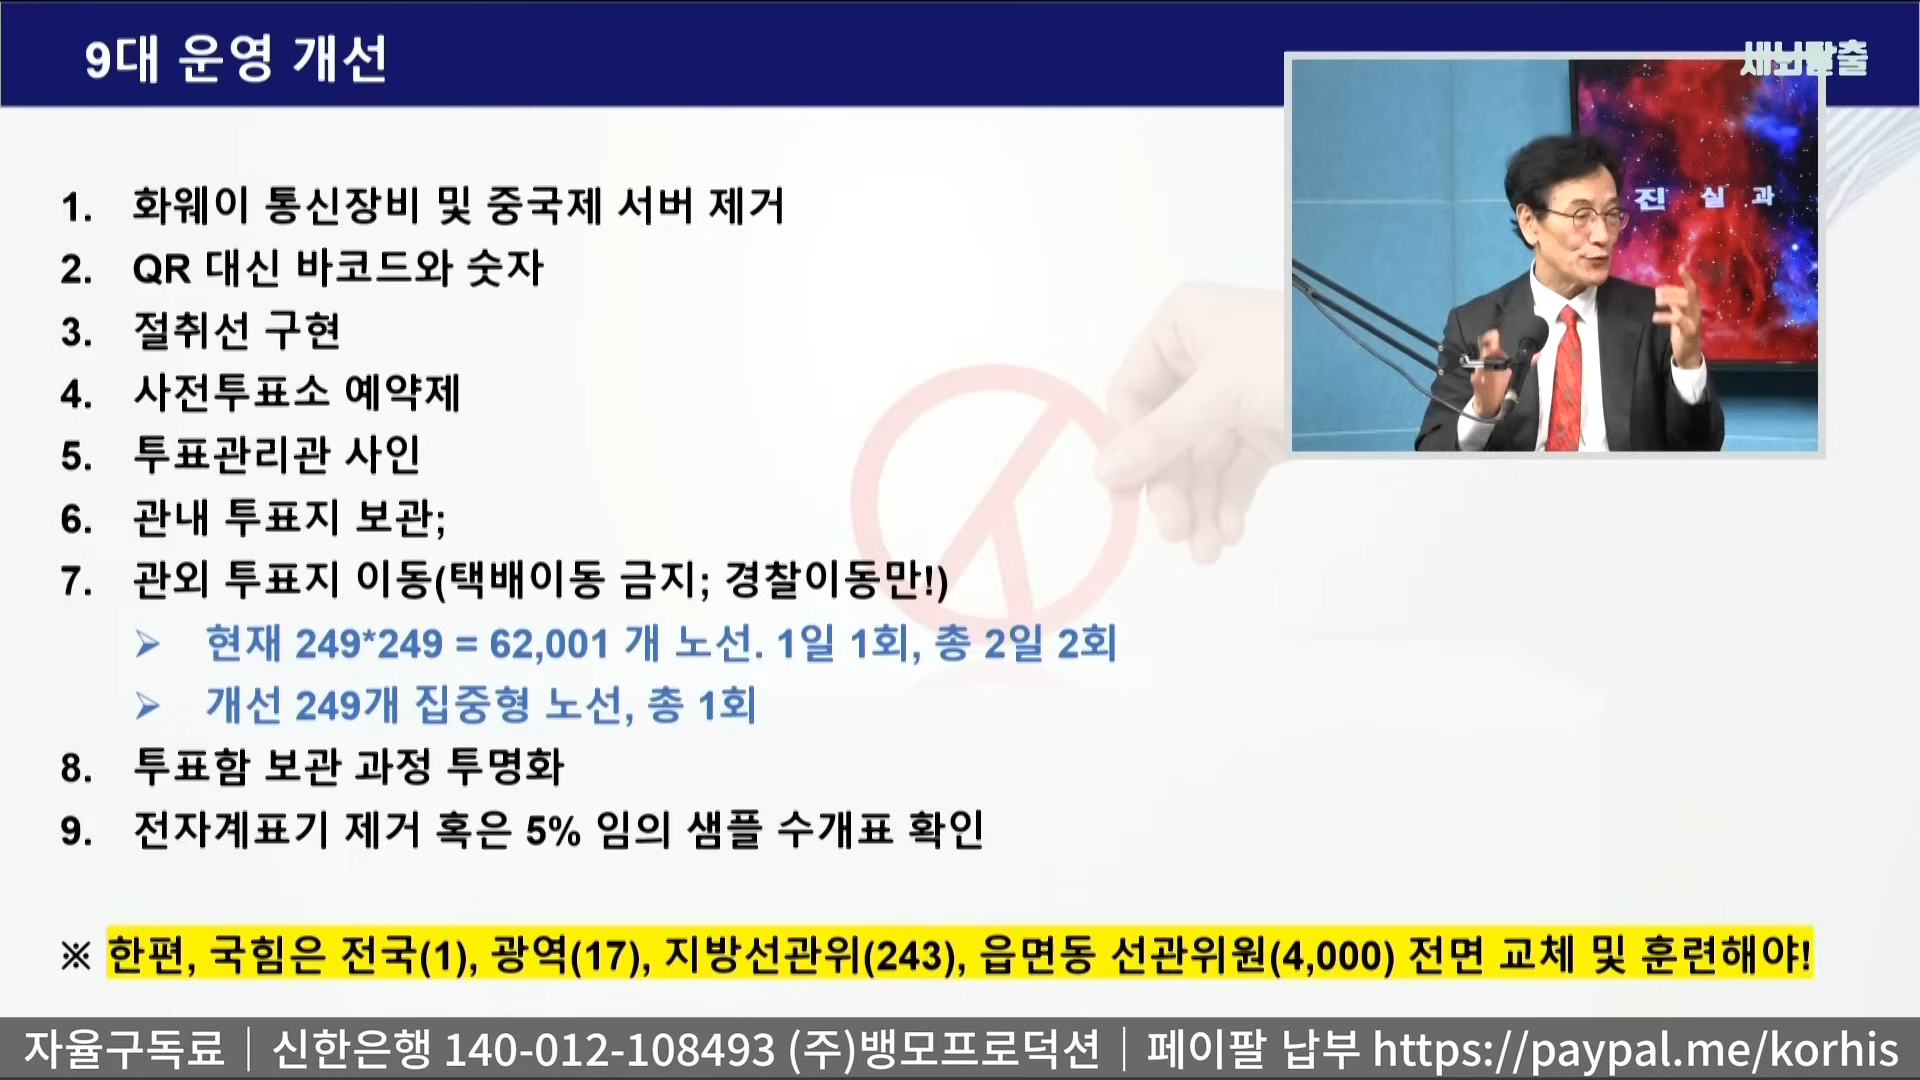 9대 운영 개선
세뇌탈출
진 실 과
1. 화웨이 통신장비 및 중국제 서버 제거
2. QR 대신 바코드와 숫자
3. 절취선 구현
4. 사전투표소 예약제
5. 투표관리관 사인
6. 관내 투표지 보관;
7. 관외 투표지 이동(택배이동 금지; 경찰이동만!)
➢ 현재 249*249 = 62,001 개 노선. 1일 1회, 총 2일 2회
➢ 개선 249개 집중형 노선, 총 1회
8. 투표함 보관 과정 투명화
9. 전자계표기 제거 혹은 5% 임의 샘플 수개표 확인
※ 한편, 국힘은 전국(1), 광역(17), 지방선관위(243), 읍면동 선관위원(4,000) 전면 교체 및 훈련해야!
자율구독료│신한은행 140-012-108493 (주)뱅모프로덕션│페이팔 납부 https://paypal.me/korhis